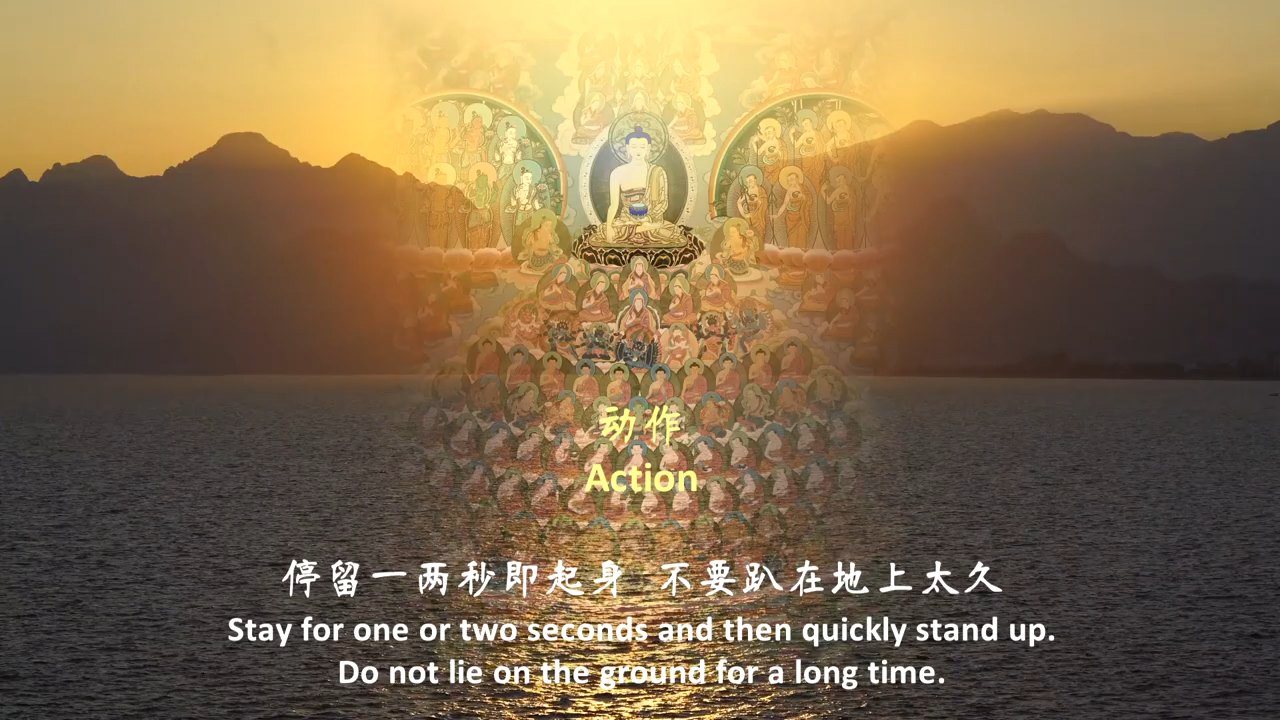 动作
Action
停留一两秒即起身 不要趴在地上太久
Stay for one or two seconds and then quickly stand up.
Do not lie on the ground for a long time.